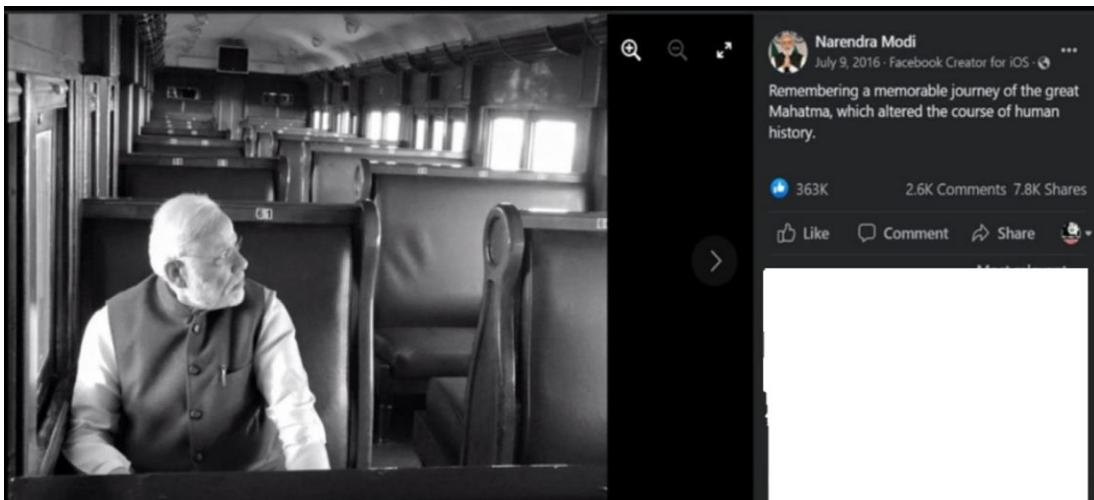 61
Narendra Modi
July 9, 2016 · Facebook Creator for iOS ·
Remembering a memorable journey of the great
Mahatma, which altered the course of human
history.
363K
2.6K Comments 7.8K Shares
Like Comment Share